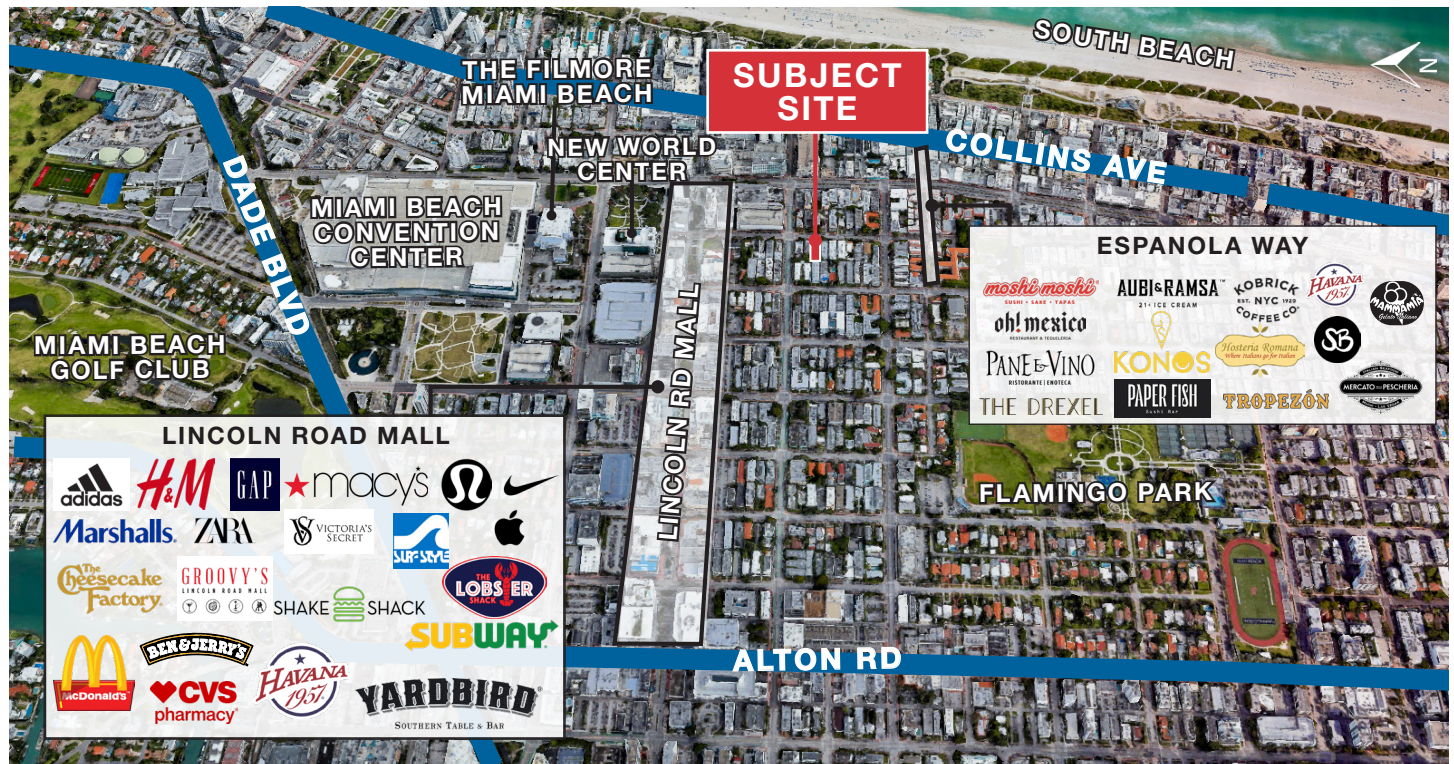 SOUTH BEACH
N
THE FILMORE
MIAMI BEACH
SUBJECT
SITE
NEW WORLD
CENTER
COLLINS AVE
DADE BLVD
MIAMI BEACH
CONVENTION
CENTER
MIAMI BEACH
GOLF CLUB
LINCOLN RD MALL
ESPANOLA WAY
moshi moshi
SUSHI • SAKE • TAPAS
AUBI & RAMSA™
21+ ICE CREAM
KOBRICK
EST. NYC 1920
COFFEE CO.
HAVANA
1957
MAMMAMIA
Gelato Italiano
oh! mexico
RESTAURANT & TEQUILERIA
KONOS
Hosteria Romana
Where Italians go for Italian
SB
PANE & VINO
RISTORANTE | ENOTECA
MERCATO DELLA PESCHERIA
THE DREXEL
PAPER FISH
Sushi Bar
TROPEZÓN
FLAMINGO PARK
LINCOLN ROAD MALL
adidas
H&M
GAP
macy's
Marshalls.
ZARA
VS
VICTORIA'S
SECRET
SURF STYLE
The
Cheesecake
Factory
GROOVY'S
LINCOLN ROAD MALL
SHAKE SHACK
THE
LOBSTER
SHACK
SUBWAY
McDonald's
BEN & JERRY'S
CVS
pharmacy
HAVANA
1957
YARDBIRD
SOUTHERN TABLE & BAR
ALTON RD